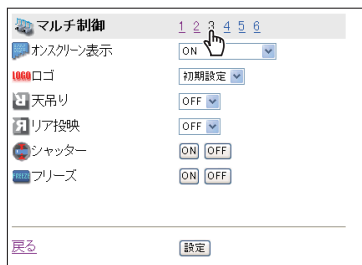 マルチ制御 1 2 3 4 5 6
オンスクリーン表示 ON
LOGO ロゴ 初期設定
天吊り OFF
リア投映 OFF
シャッター ON OFF
FREEZE フリーズ ON OFF
戻る 設定